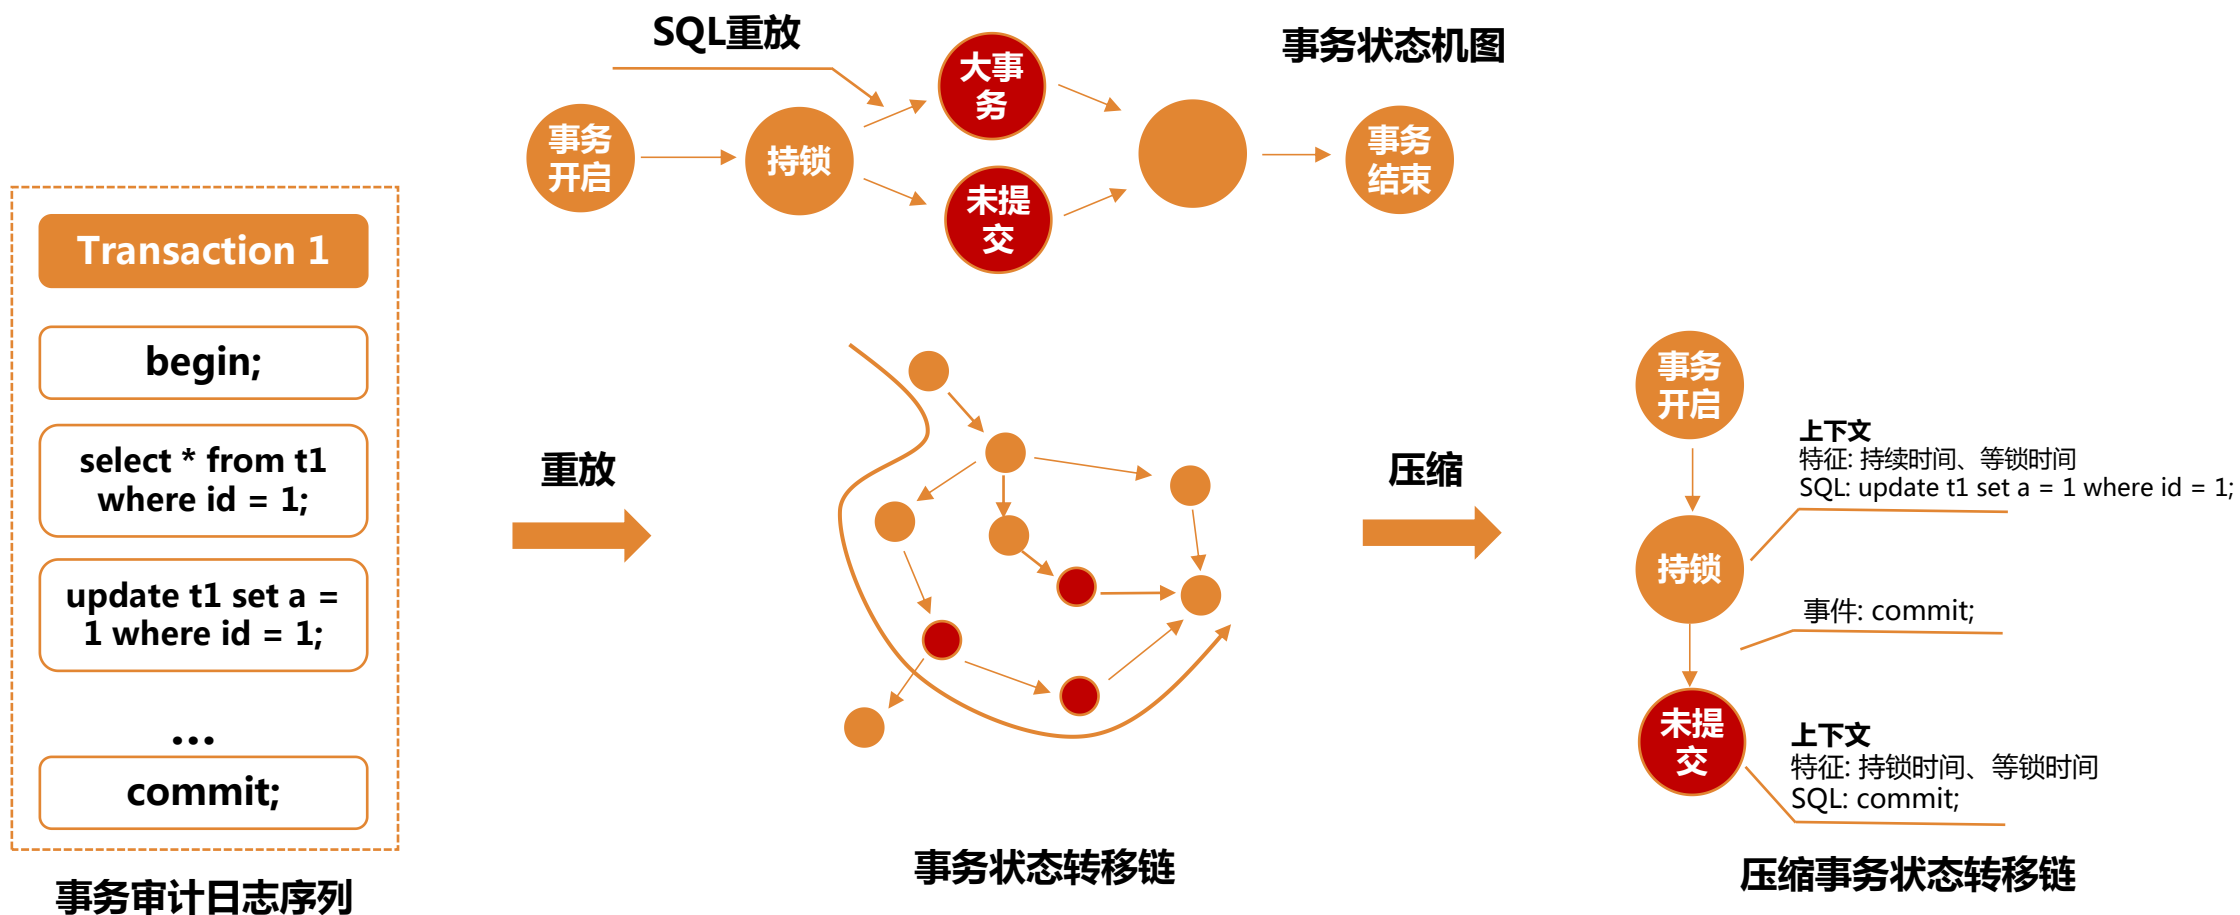 SQL重放
事务状态机图
大事
务
事务
开启
持锁
未提
交
事务
结束
Transaction 1
begin;
select * from t1
where id = 1;
update t1 set a =
1 where id = 1;
...
commit;
事务审计日志序列
重放
事务状态转移链
压缩
事务
开启
上下文
特征: 持续时间、等锁时间
SQL: update t1 set a = 1 where id = 1;
持锁
事件: commit;
未提
交
上下文
特征: 持锁时间、等锁时间
SQL: commit;
压缩事务状态转移链